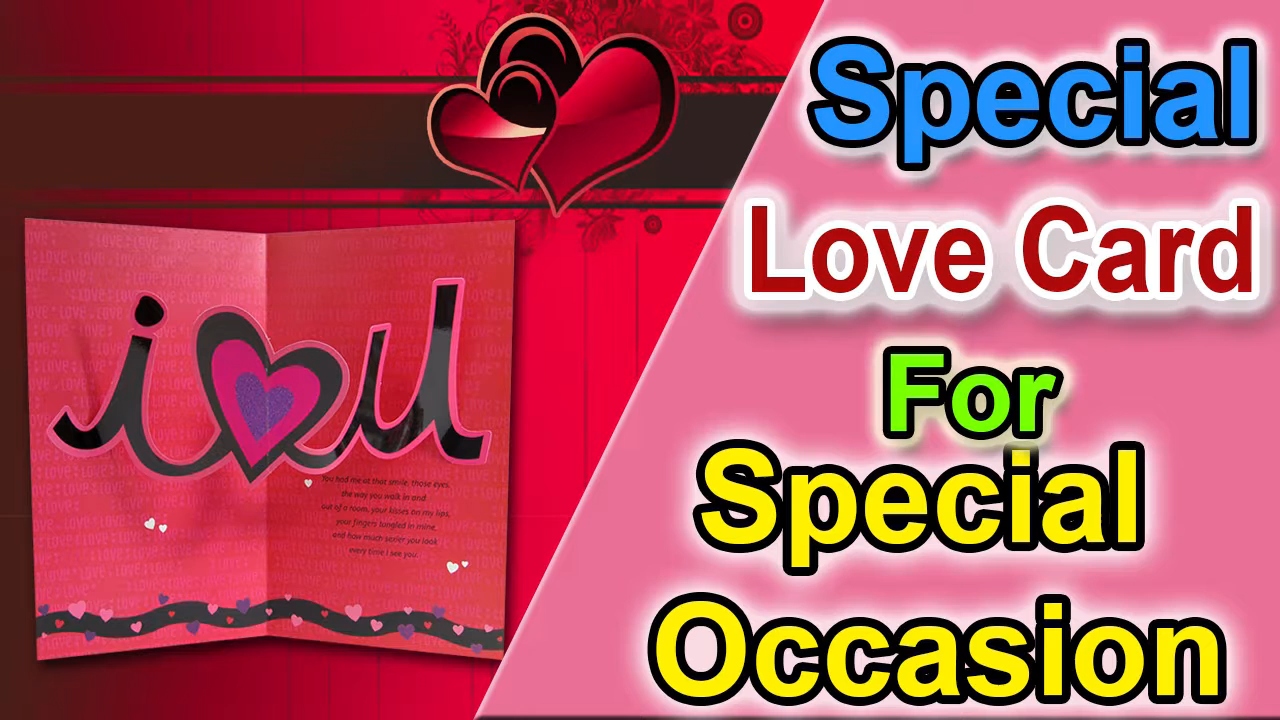 Special
Love Card
For
Special
Occasion
i u
You had me at that smile, those eyes,
the way you walk in and
out of a room, your kisses on my lips,
your fingers tangled in mine,
and how much sexier you look
every time I see you.